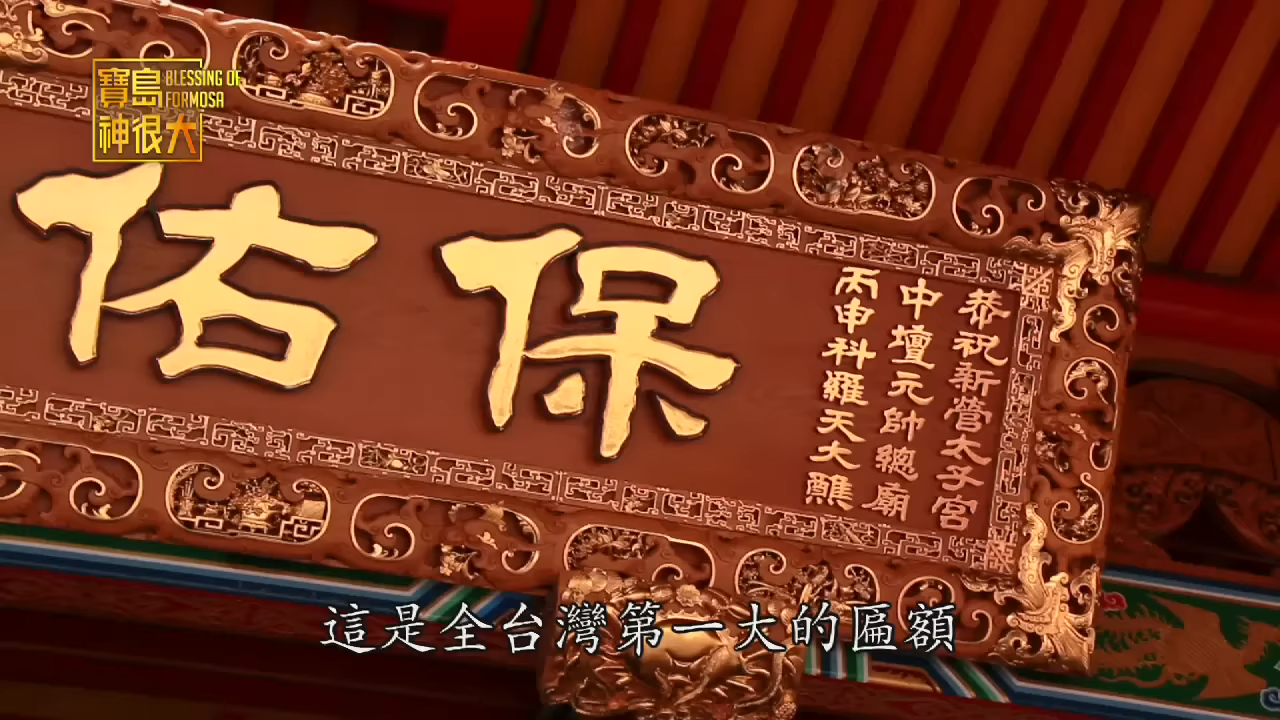 寶島
神很大
BLESSING OF
FORMOSA
恭祝新營太子宮
中壇元帥總廟
丙申科羅天大醮
保佑
這是全台灣第一大的匾額